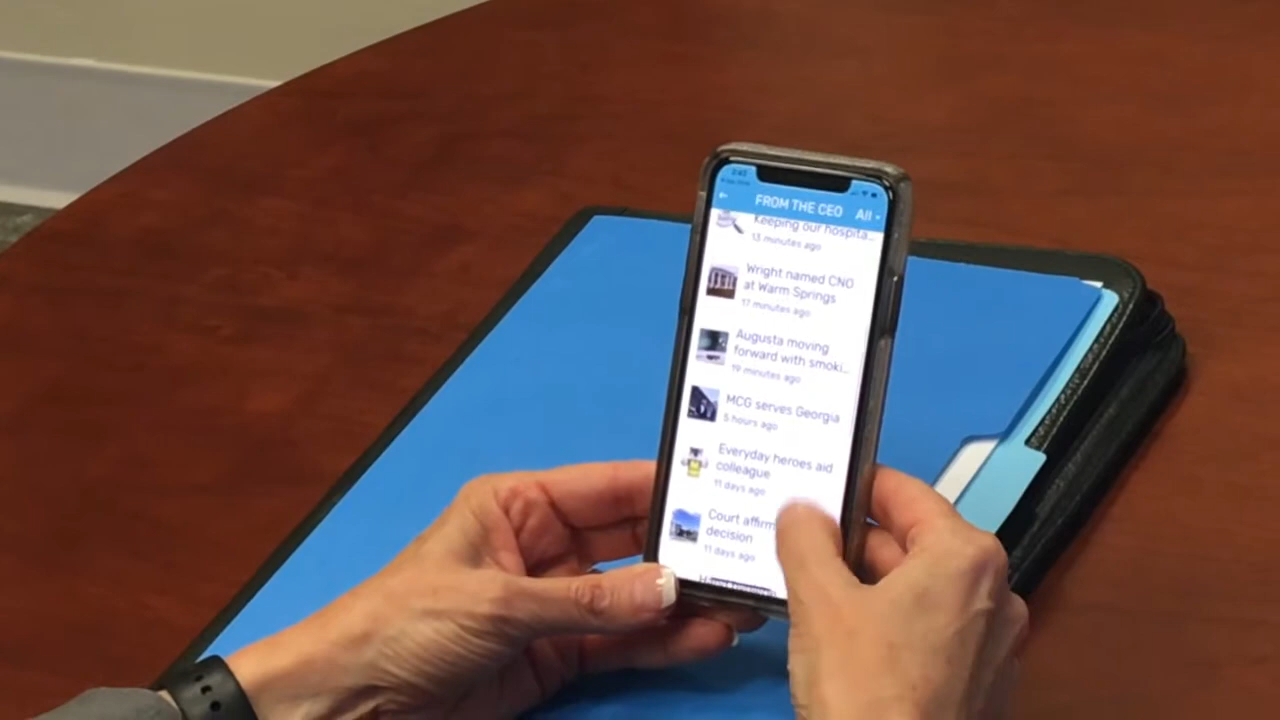 FROM THE CEO All
Keeping our hospita...
13 minutes ago
Wright named CNO
at Warm Springs
17 minutes ago
Augusta moving
forward with smoki...
19 minutes ago
MCG serves Georgia
5 hours ago
Everyday heroes aid
colleague
11 days ago
Court affirm
decision
11 days ago